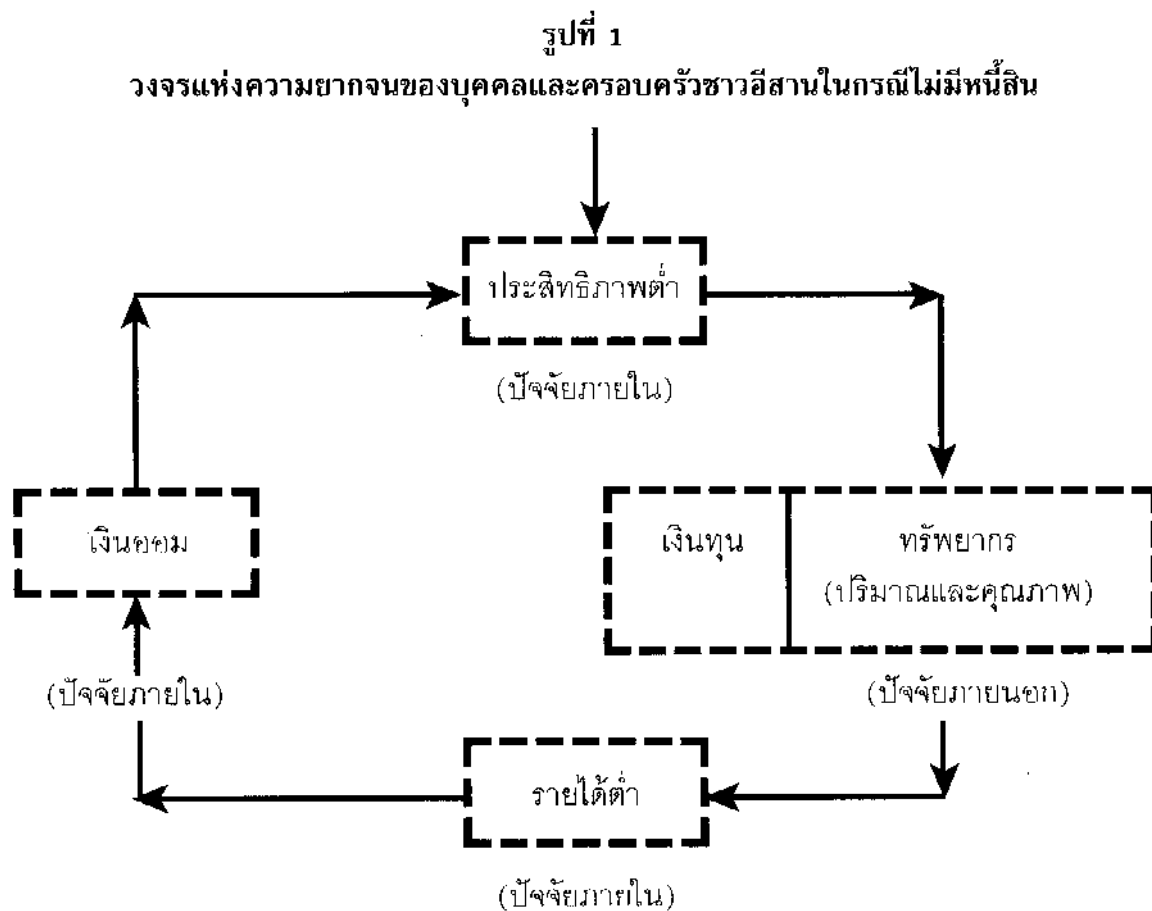 รูปที่ 1
วงจรแห่งความยากจนของบุคคลและครอบครัวชาวอีสานในกรณีไม่มีหนี้สิน
ประสิทธิภาพต่ำ
(ปัจจัยภายใน)
เงินออม
เงินทุน
ทรัพยากร
(ปริมาณและคุณภาพ)
(ปัจจัยภายใน)
(ปัจจัยภายนอก)
รายได้ต่ำ
(ปัจจัยภายใน)